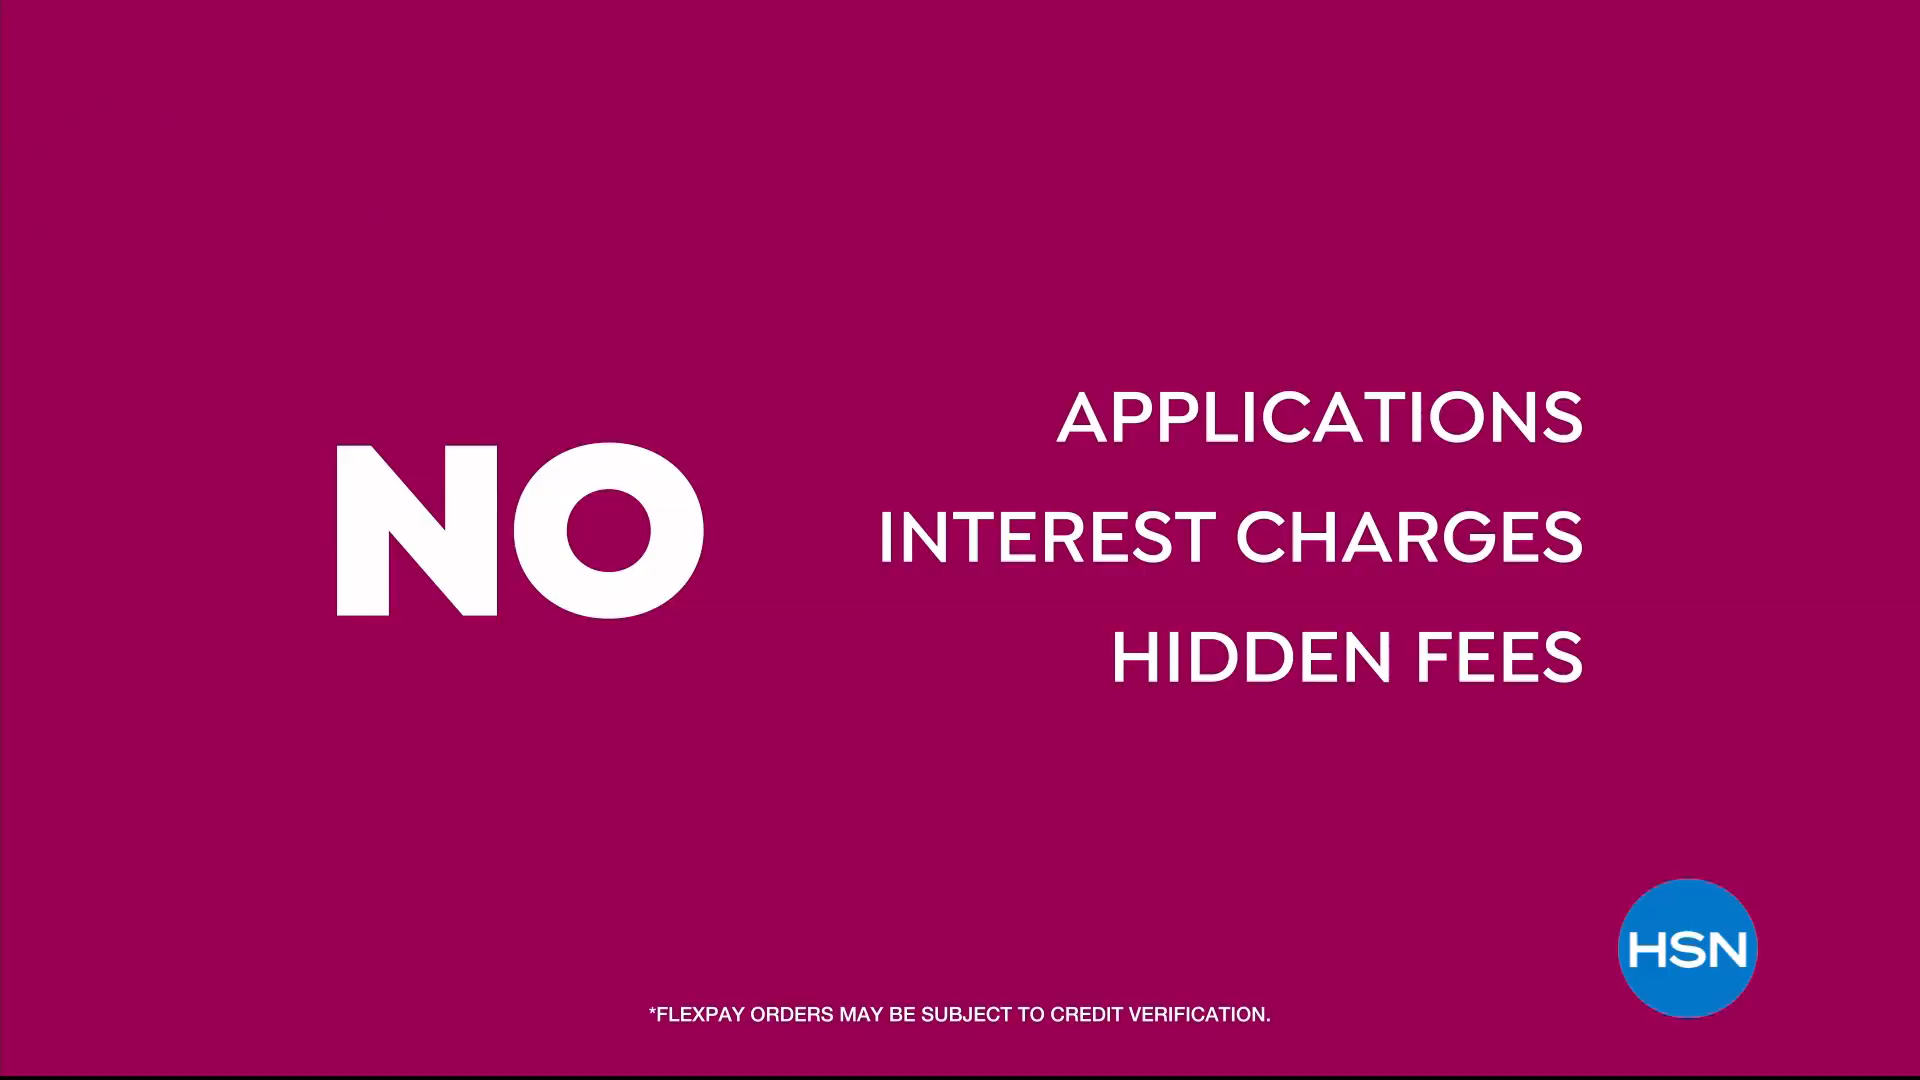 NO
APPLICATIONS
INTEREST CHARGES
HIDDEN FEES
HSN
*FLEXPAY ORDERS MAY BE SUBJECT TO CREDIT VERIFICATION.